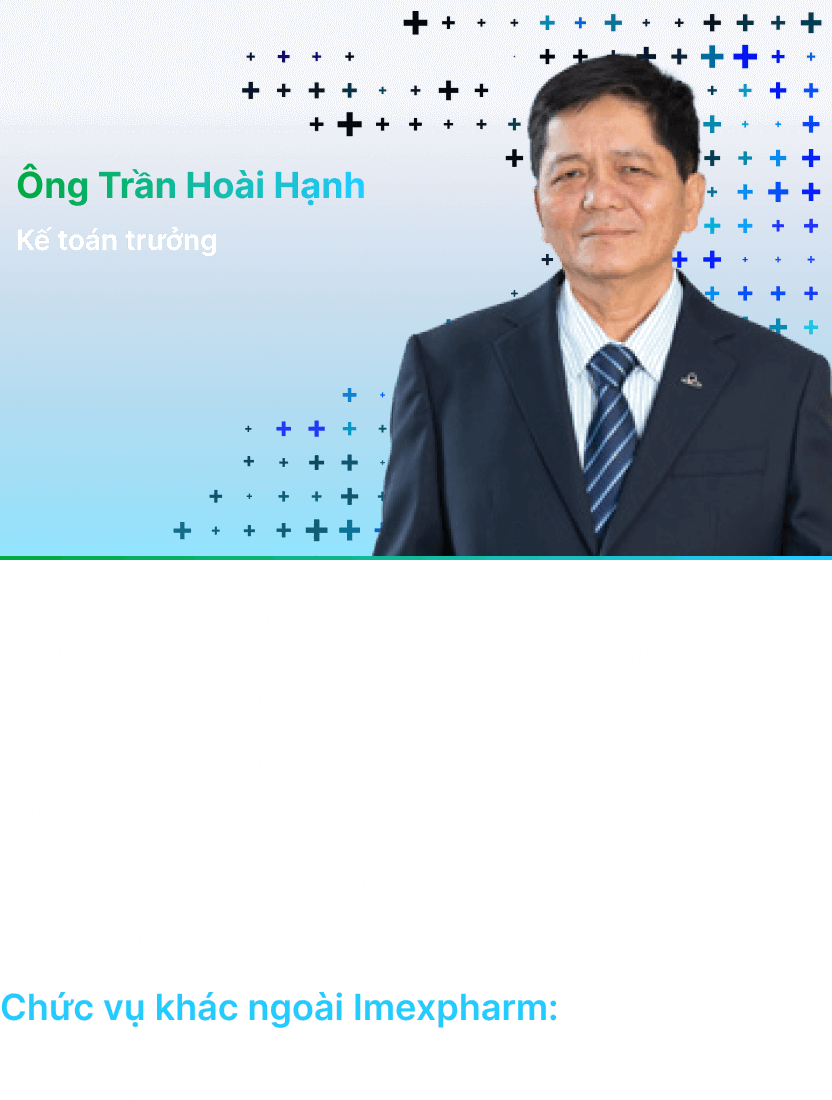 Ông Trần Hoài Hạnh
Kế toán trưởng
Chức vụ khác ngoài Imexpharm: